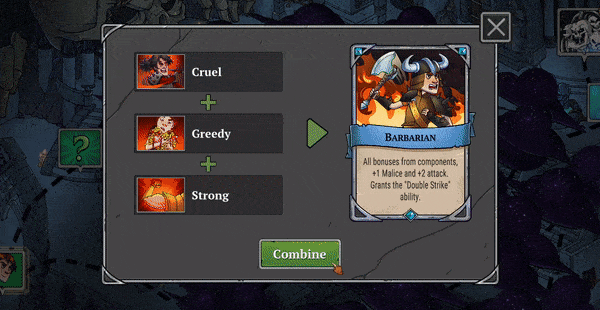 Cruel
+
Greedy
+
Strong
BARBARIAN
All bonuses from components,
+1 Malice and +2 attack.
Grants the "Double Strike"
ability.
Combine
?